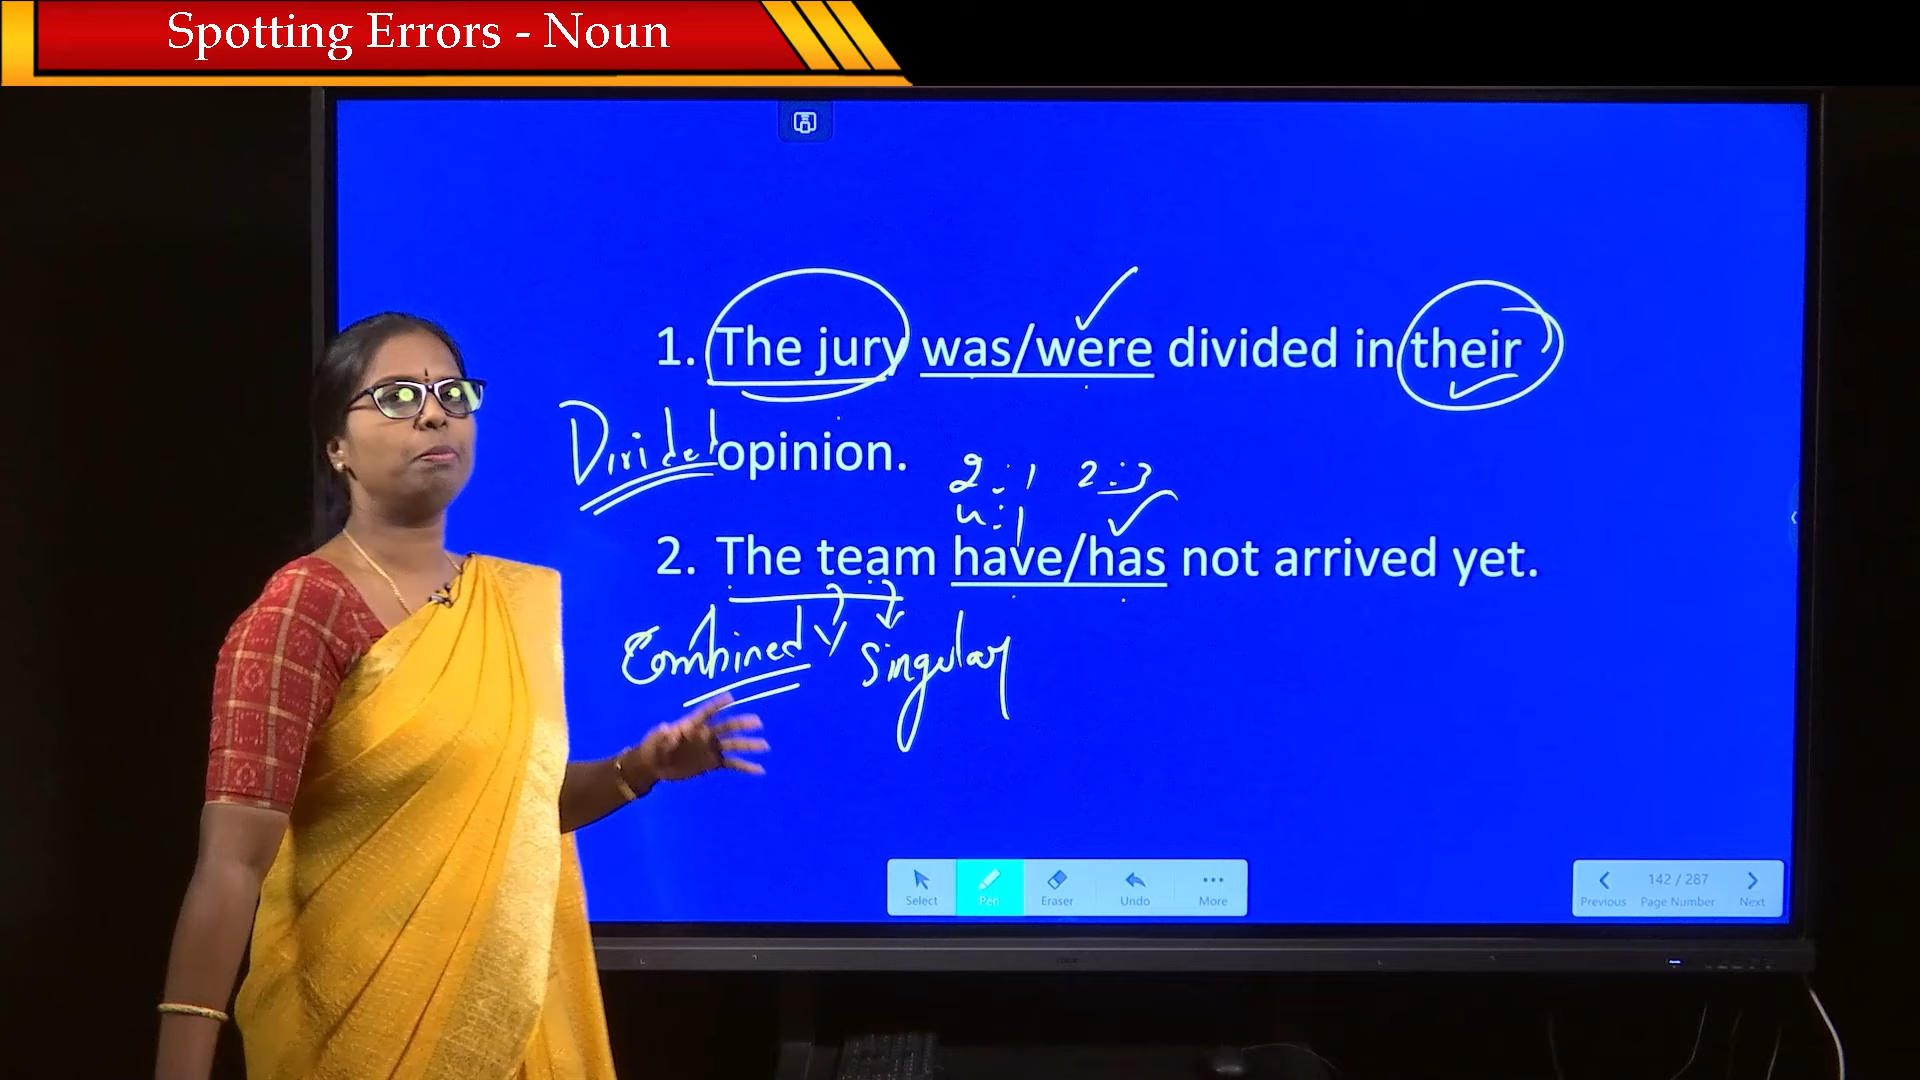 Spotting Errors - Noun
1. The jury was/were divided in their
Divided opinion.
2:1 2:3
4:1
2. The team have/has not arrived yet.
Combined Singular
Select Pen Eraser Undo More
142 / 287
Previous Page Number Next